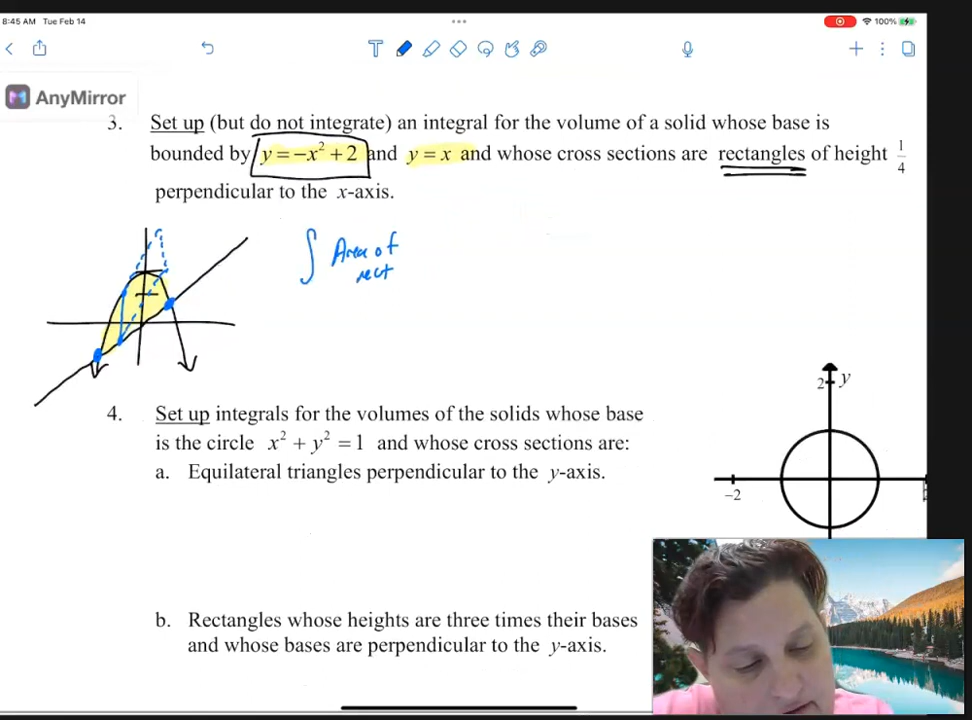 8:45 AM Tue Feb 14
100%
T
AnyMirror
3. Set up (but do not integrate) an integral for the volume of a solid whose base is
bounded by y = −x² + 2 and y = x and whose cross sections are rectangles of height 1/4
perpendicular to the x-axis.
∫ Area of
rect
4. Set up integrals for the volumes of the solids whose base
is the circle x² + y² = 1 and whose cross sections are:
a. Equilateral triangles perpendicular to the y-axis.
2 y
−2
b. Rectangles whose heights are three times their bases
and whose bases are perpendicular to the y-axis.